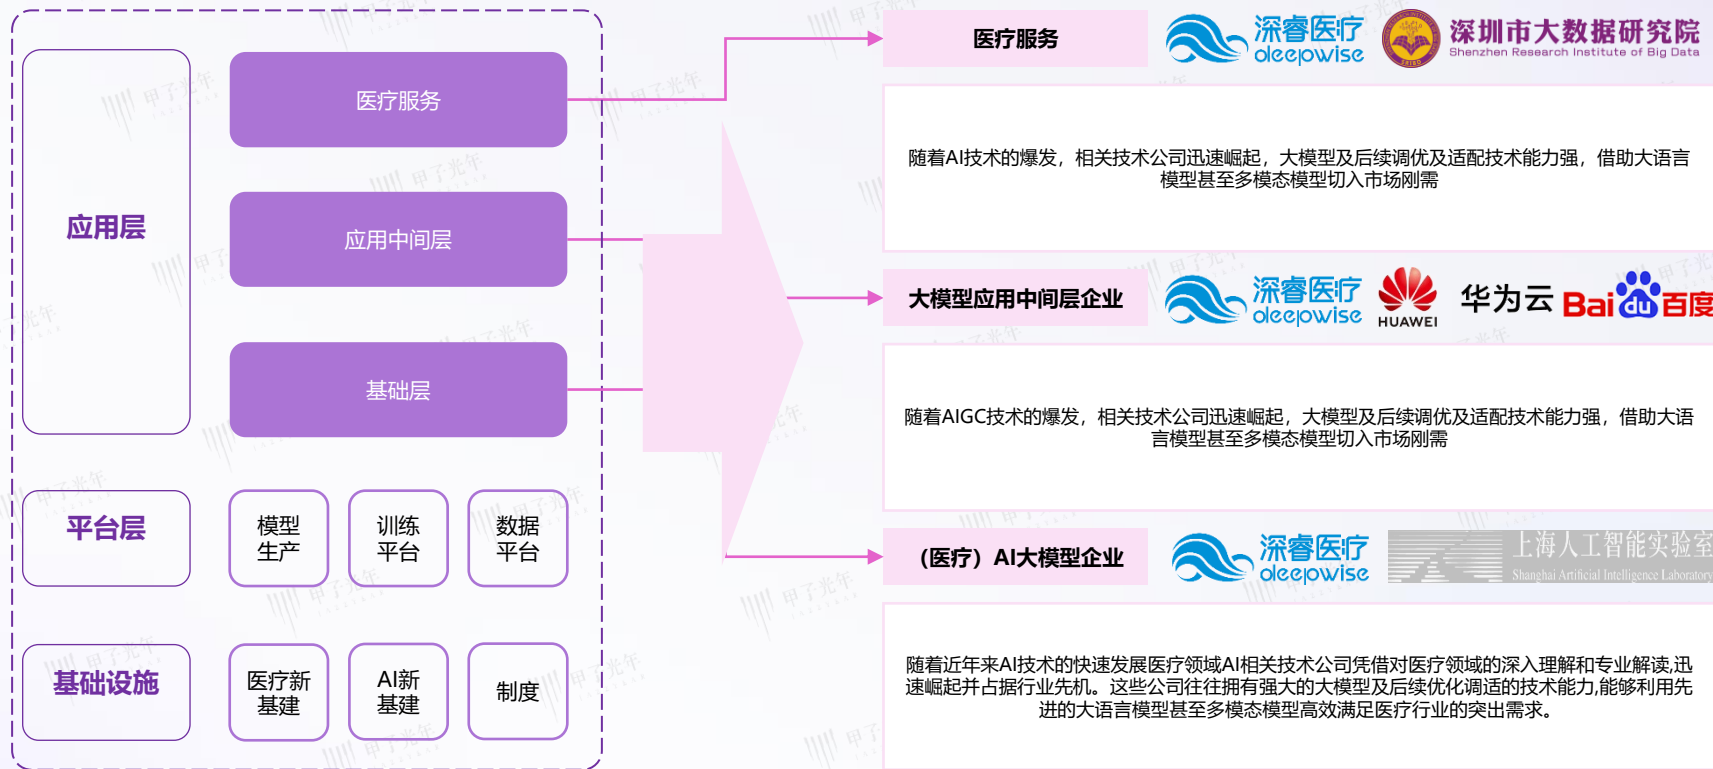 应用层
医疗服务
应用中间层
基础层
平台层
模型
生产
训练
平台
数据
平台
基础设施
医疗新
基建
AI新
基建
制度
医疗服务
深睿医疗
deepwise
深圳市大数据研究院
Shenzhen Research Institute of Big Data
随着AI技术的爆发，相关技术公司迅速崛起，大模型及后续调优及适配技术能力强，借助大语言
模型甚至多模态模型切入市场刚需
大模型应用中间层企业
深睿医疗
deepwise
HUAWEI
华为云
Bai du 百度
随着AIGC技术的爆发，相关技术公司迅速崛起，大模型及后续调优及适配技术能力强，借助大语
言模型甚至多模态模型切入市场刚需
（医疗）AI大模型企业
深睿医疗
deepwise
上海人工智能实验室
Shanghai Artificial Intelligence Laboratory
随着近年来AI技术的快速发展医疗领域AI相关技术公司凭借对医疗领域的深入理解和专业解读,迅
速崛起并占据行业先机。这些公司往往拥有强大的大模型及后续优化调适的技术能力,能够利用先
进的大语言模型甚至多模态模型高效满足医疗行业的突出需求。
甲子光年